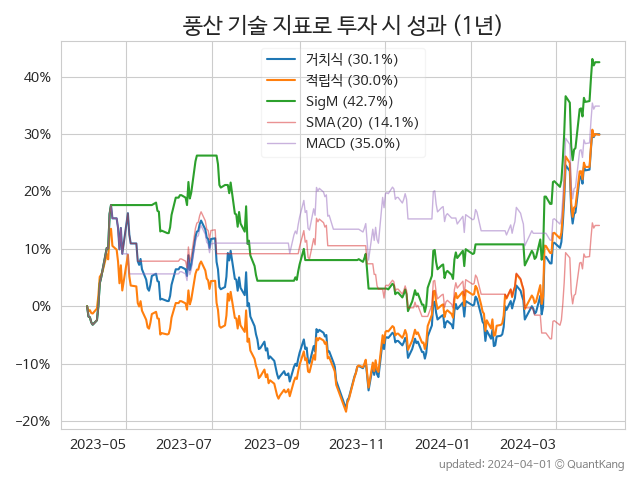 풍산 기술 지표로 투자 시 성과 (1년)
거치식 (30.1%)
적립식 (30.0%)
SigM (42.7%)
SMA(20) (14.1%)
MACD (35.0%)
40%
30%
20%
10%
0%
−10%
−20%
2023-05 2023-07 2023-09 2023-11 2024-01 2024-03
updated: 2024-04-01 © QuantKang